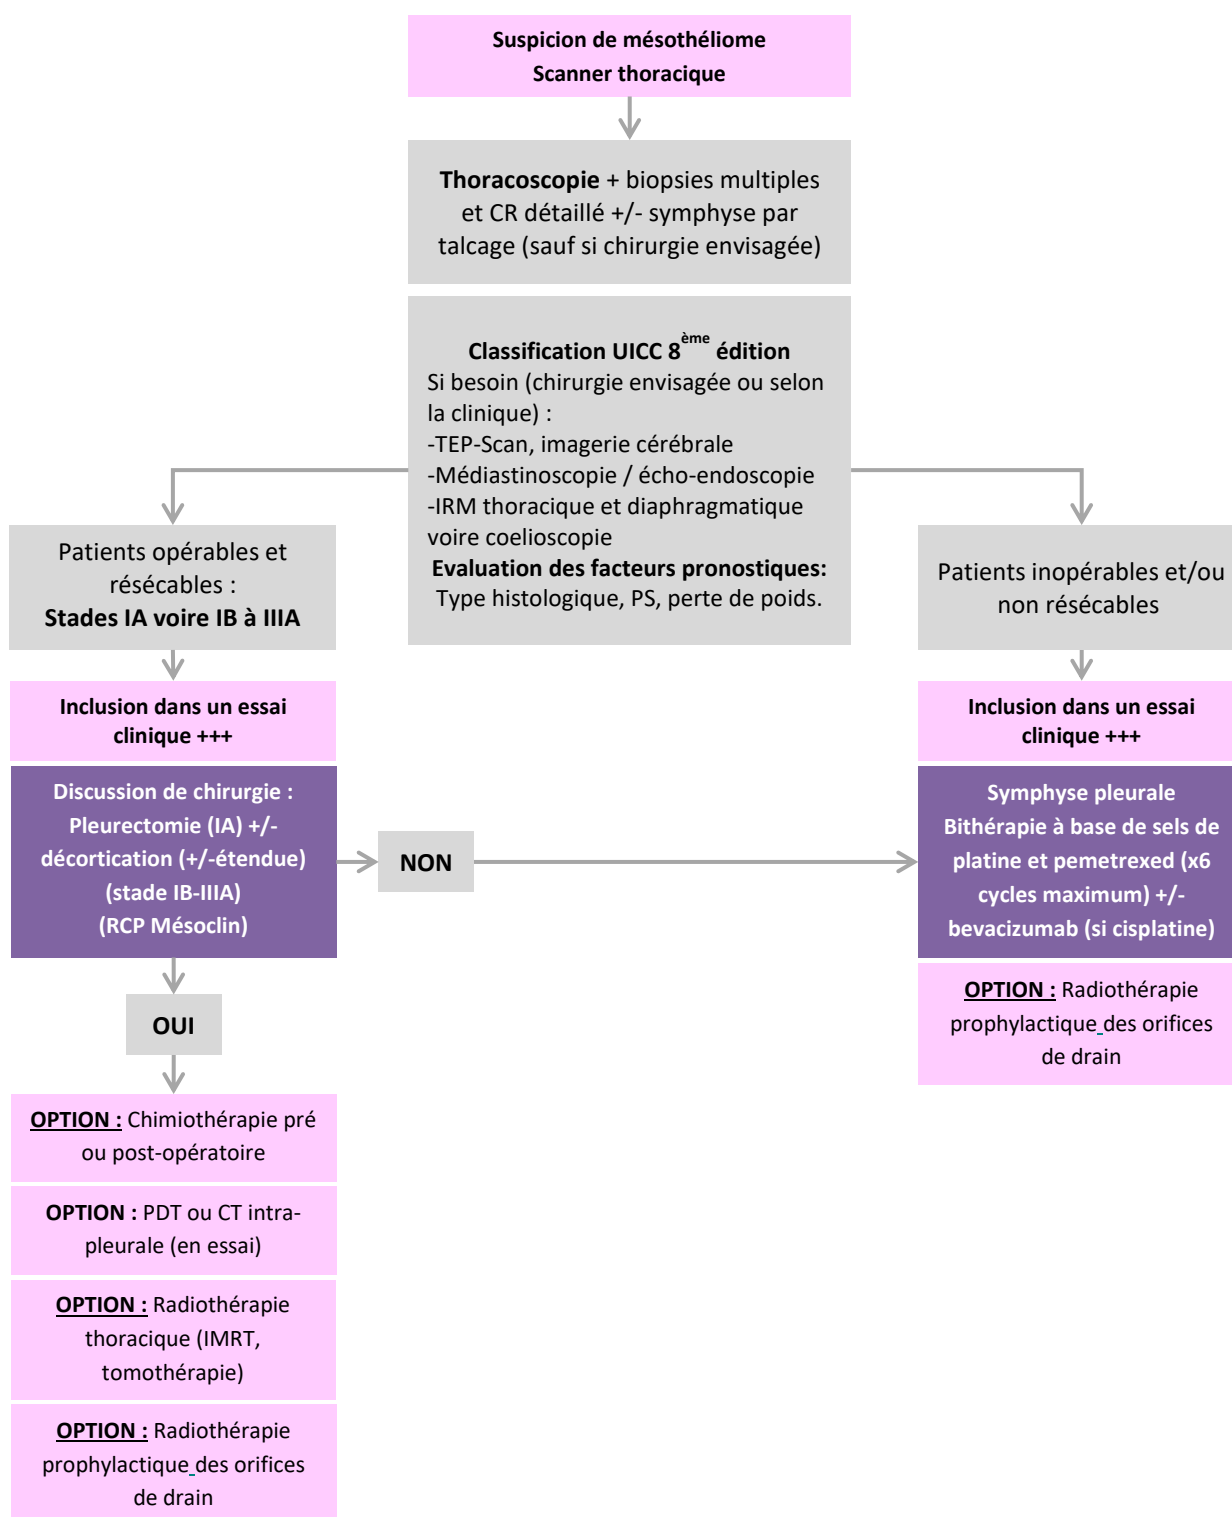 Suspicion de mésothéliome
Scanner thoracique
Thoracoscopie + biopsies multiples
et CR détaillé +/- symphyse par
talcage (sauf si chirurgie envisagée)
Classification UICC 8ème édition
Si besoin (chirurgie envisagée ou selon
la clinique) :
-TEP-Scan, imagerie cérébrale
-Médiastinoscopie / écho-endoscopie
-IRM thoracique et diaphragmatique
voire coelioscopie
Evaluation des facteurs pronostiques:
Type histologique, PS, perte de poids.
Patients opérables et
résécables :
Stades IA voire IB à IIIA
Inclusion dans un essai
clinique +++
Discussion de chirurgie :
Pleurectomie (IA) +/-
décortication (+/-étendue)
(stade IB-IIIA)
(RCP Mésoclin)
NON
OUI
OPTION : Chimiothérapie pré
ou post-opératoire
OPTION : PDT ou CT intra-
pleurale (en essai)
OPTION : Radiothérapie
thoracique (IMRT,
tomothérapie)
OPTION : Radiothérapie
prophylactique des orifices
de drain
Patients inopérables et/ou
non résécables
Inclusion dans un essai
clinique +++
Symphyse pleurale
Bithérapie à base de sels de
platine et pemetrexed (x6
cycles maximum) +/-
bevacizumab (si cisplatine)
OPTION : Radiothérapie
prophylactique des orifices
de drain